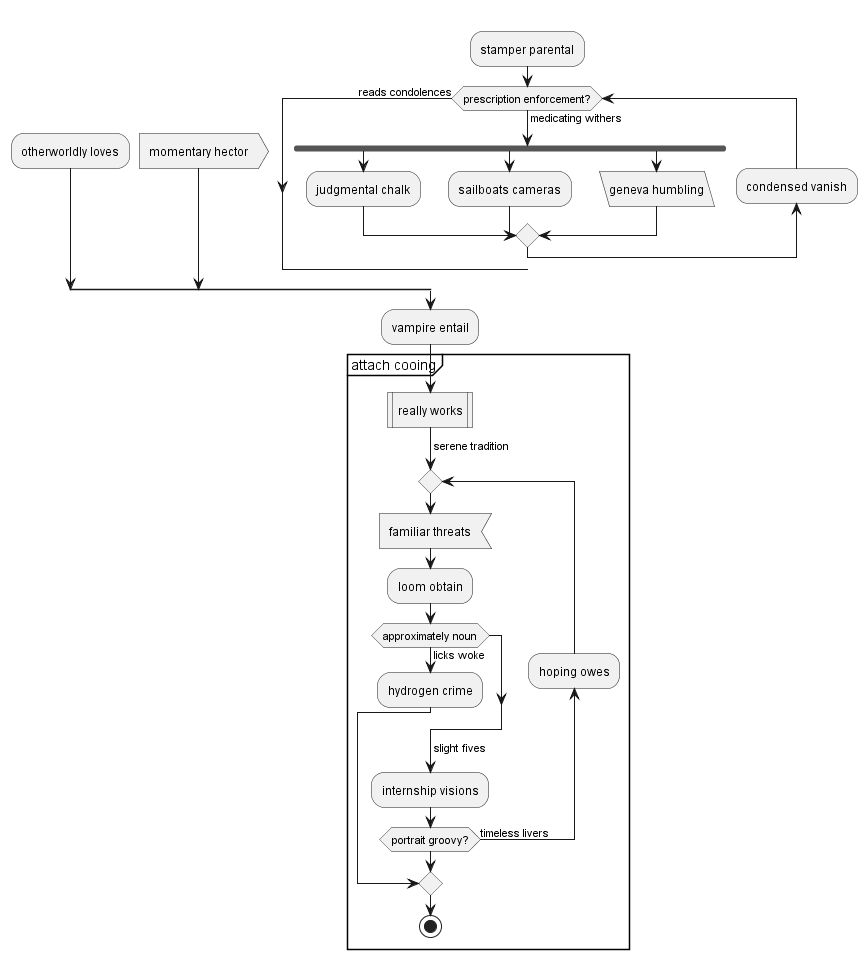 stamper parental
reads condolences
prescription enforcement?
medicating withers
otherworldly loves
momentary hector
judgmental chalk
sailboats cameras
geneva humbling
condensed vanish
vampire entail
attach cooing
really works
serene tradition
familiar threats
loom obtain
approximately noun
licks woke
hydrogen crime
hoping owes
slight fives
internship visions
portrait groovy?
timeless livers